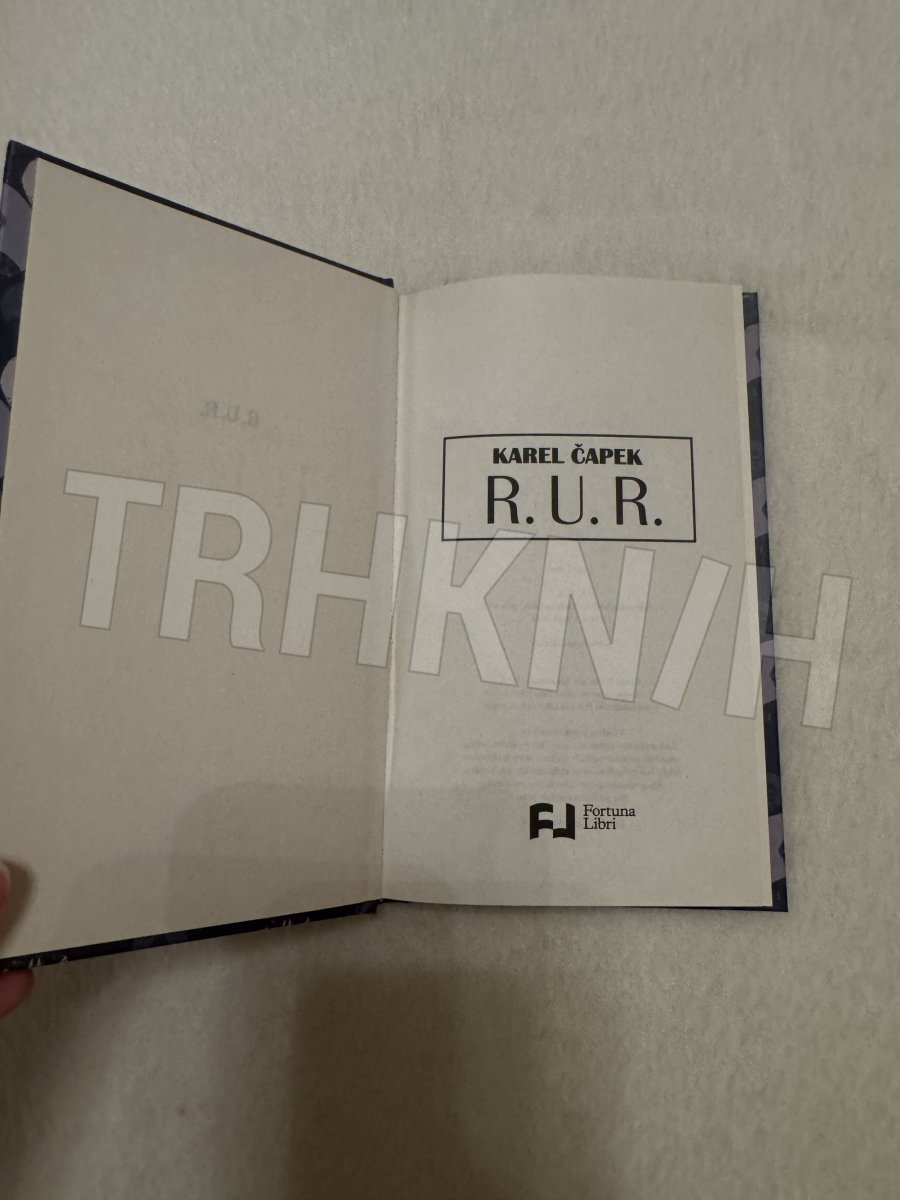 R.U.R.
KAREL ČAPEK
R. U. R.
TRHKNIH
Fortuna
Libri